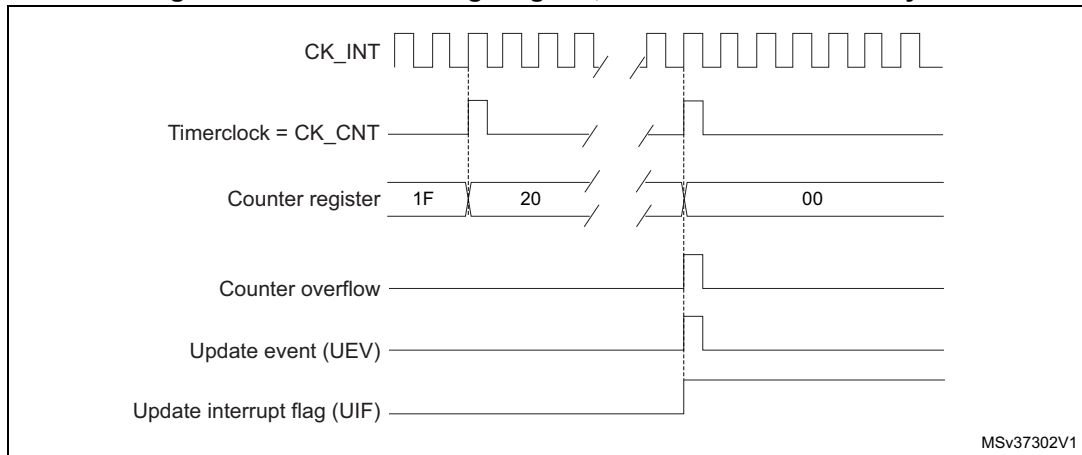 CK_INT
Timerclock = CK_CNT
Counter register 1F 20 00
Counter overflow
Update event (UEV)
Update interrupt flag (UIF)
MSv37302V1